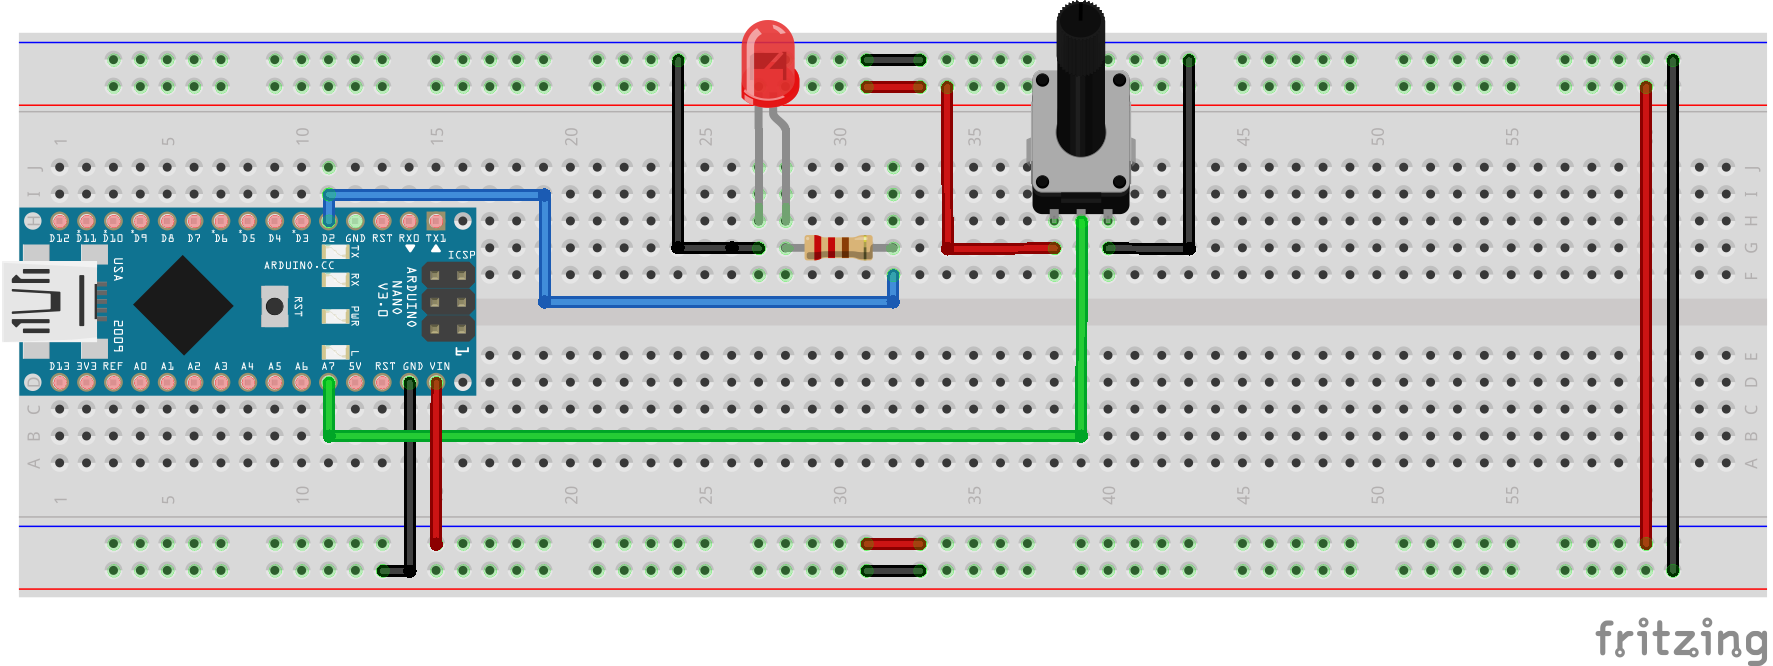 1 5 10 15 20 25 30 35 40 45 50 55
J J
I I
H H
D12 D11 D10 D9 D8 D7 D6 D5 D4 D3 D2 GND RST RX0 TX1
G
F
ARDUINO.CC
ICSP
TX
RX
PWR
L
RST
USA
2009
ARDUINO
NANO
V3.0
1
E
D13 3V3 REF A0 A1 A2 A3 A4 A5 A6 A7 5V RST GND VIN
D D
C C
B B
A A
1 5 10 20 25 30 35 40 45 50 55
fritzing